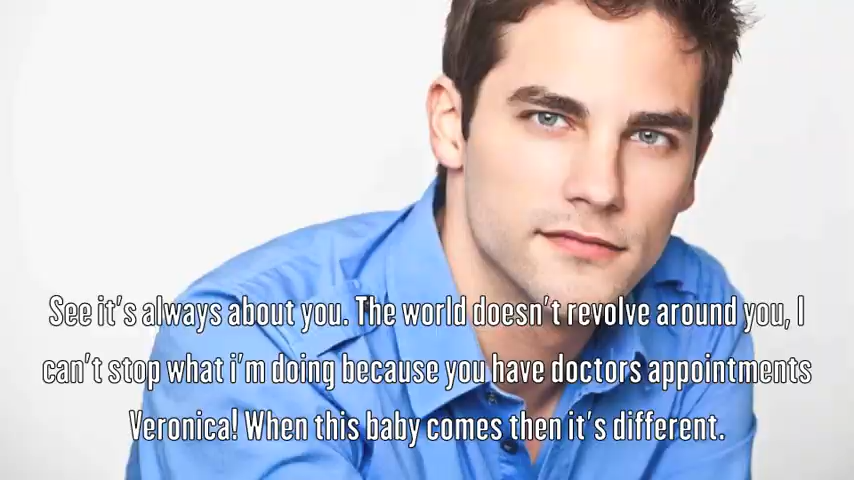 See it's always about you. The world doesn't revolve around you, I
can't stop what i'm doing because you have doctors appointments
Veronica! When this baby comes then it's different.